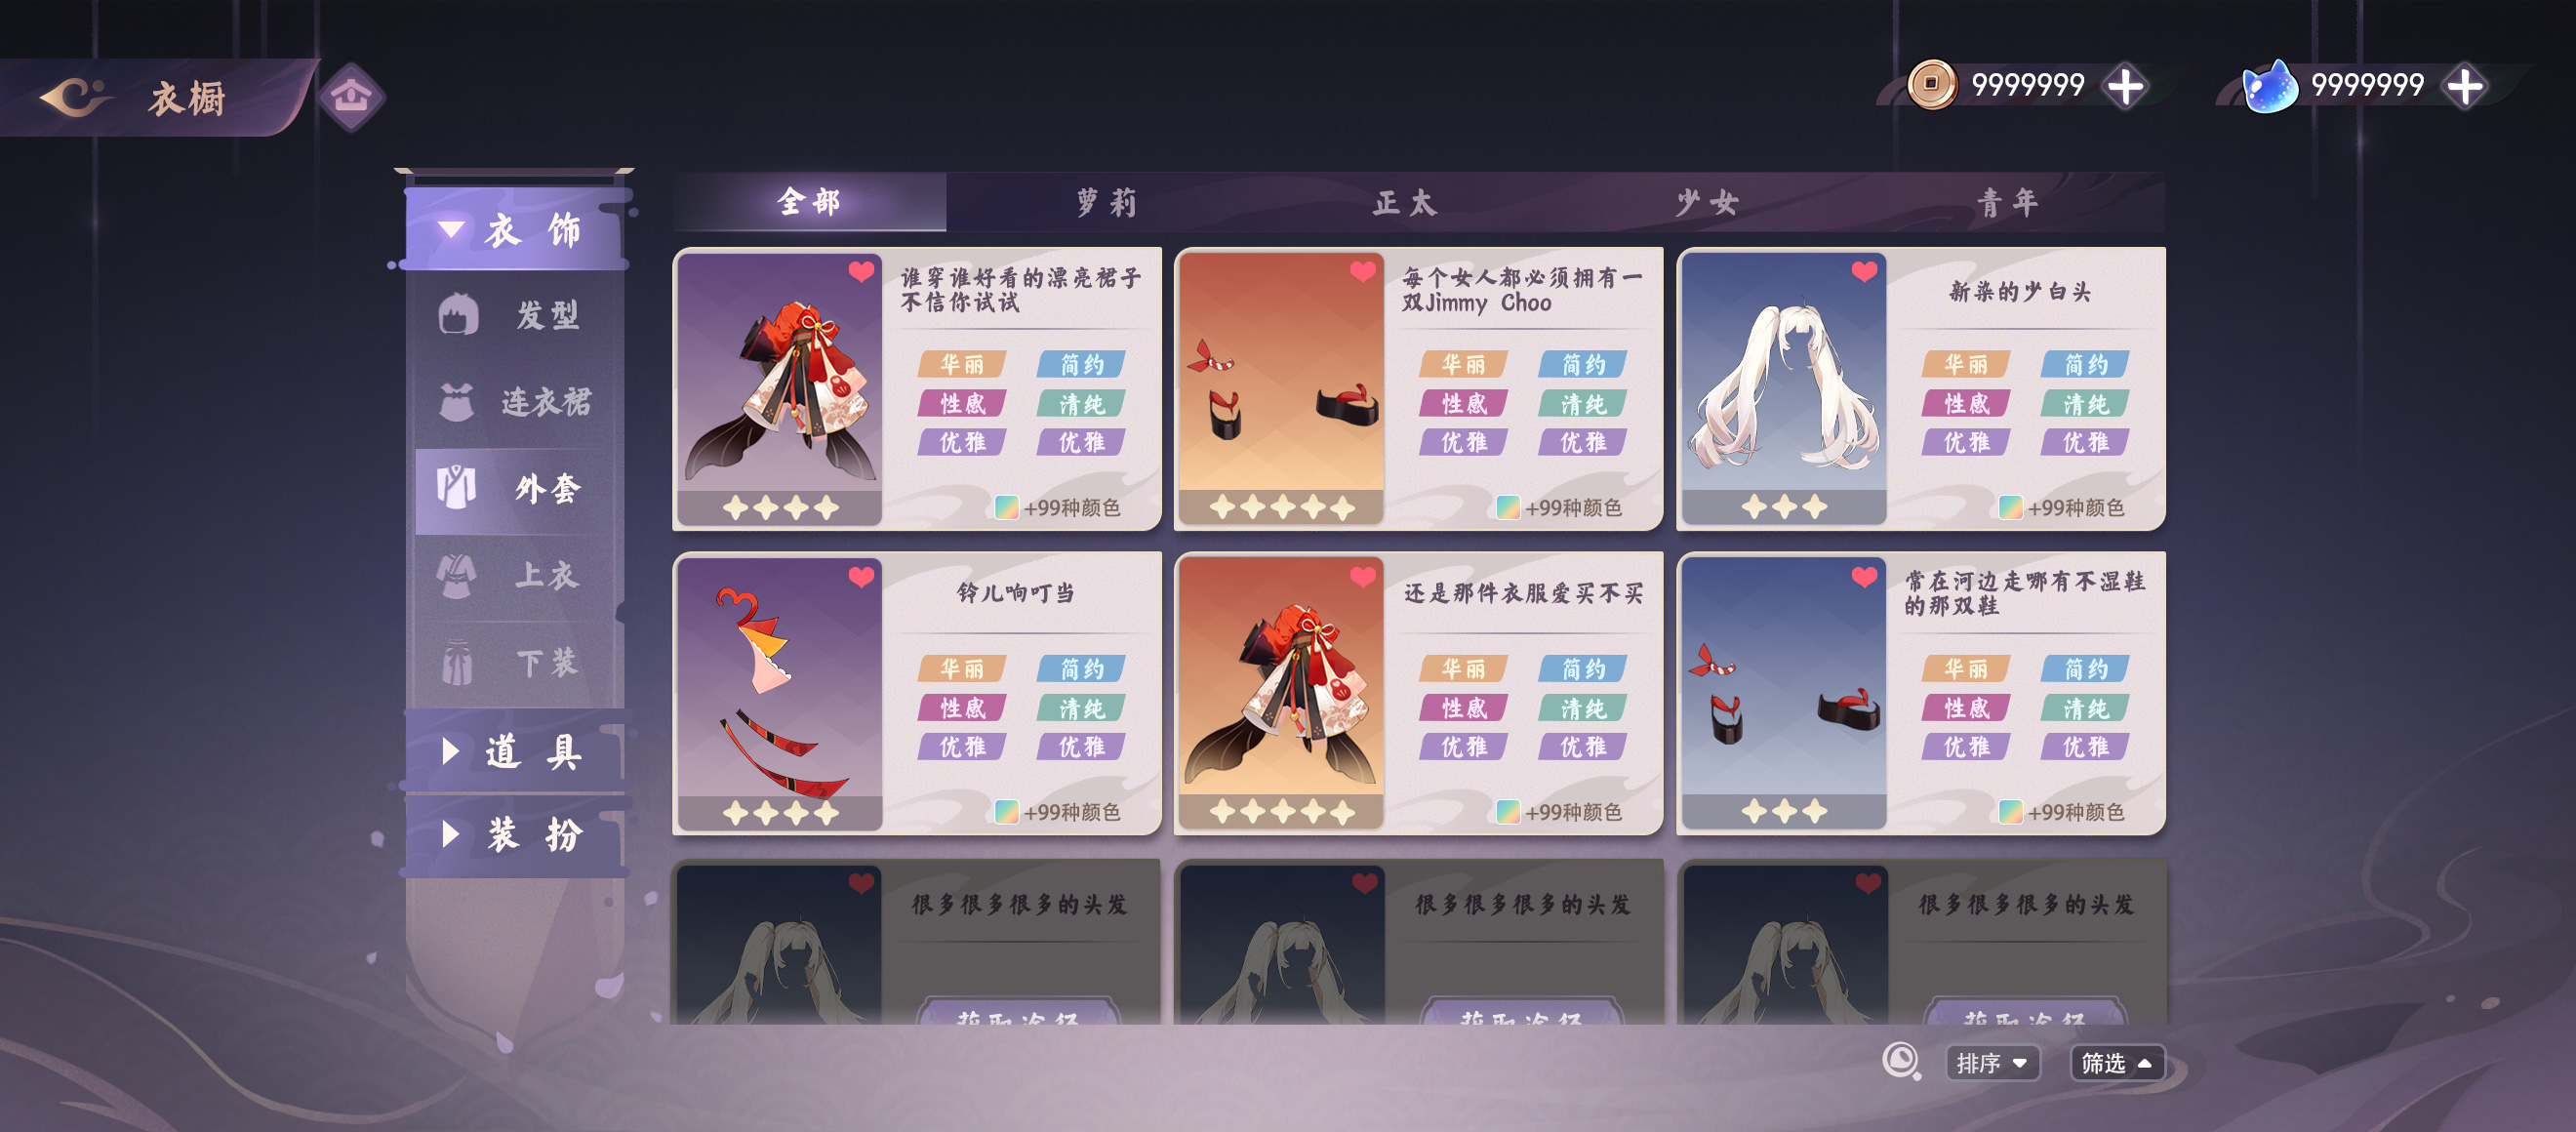 衣橱
9999999
9999999
衣饰
发型
连衣裙
外套
上衣
下装
道具
装扮
全部
萝莉
正太
少女
青年
谁穿谁好看的漂亮裙子
不信你试试
华丽 简约
性感 清纯
优雅 优雅
+99种颜色
每个女人都必须拥有一
双Jimmy Choo
华丽 简约
性感 清纯
优雅 优雅
+99种颜色
新染的少白头
华丽 简约
性感 清纯
优雅 优雅
+99种颜色
铃儿响叮当
华丽 简约
性感 清纯
优雅 优雅
+99种颜色
还是那件衣服爱买不买
华丽 简约
性感 清纯
优雅 优雅
+99种颜色
常在河边走哪有不湿鞋
的那双鞋
华丽 简约
性感 清纯
优雅 优雅
+99种颜色
很多很多很多的头发
获取途径
很多很多很多的头发
获取途径
很多很多很多的头发
获取途径
排序
筛选